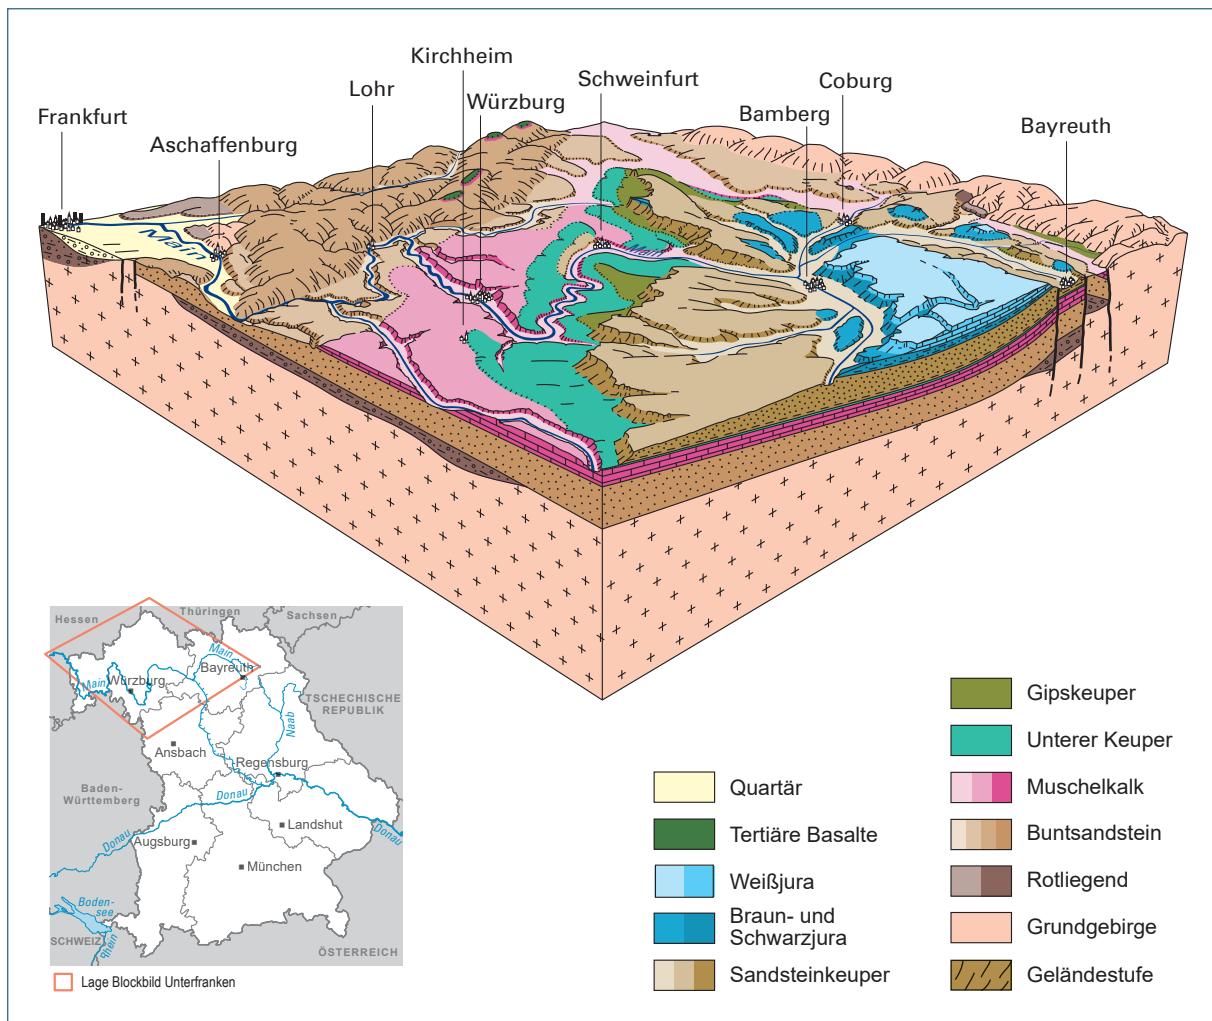 Kirchheim
Schweinfurt
Coburg
Lohr
Würzburg
Bamberg
Frankfurt
Bayreuth
Aschaffenburg
Main
Main
Hessen
Thüringen
Sachsen
Main
Bayreuth
Main
Würzburg
TSCHECHISCHE
REPUBLIK
Naab
Ansbach
Regensburg
Baden-
Württemberg
Donau
Donau
Landshut
Donau
Augsburg
München
Boden-
see
SCHWEIZ
Rhein
ÖSTERREICH
Lage Blockbild Unterfranken
Quartär
Tertiäre Basalte
Weißjura
Braun- und
Schwarzjura
Sandsteinkeuper
Gipskeuper
Unterer Keuper
Muschelkalk
Buntsandstein
Rotliegend
Grundgebirge
Geländestufe